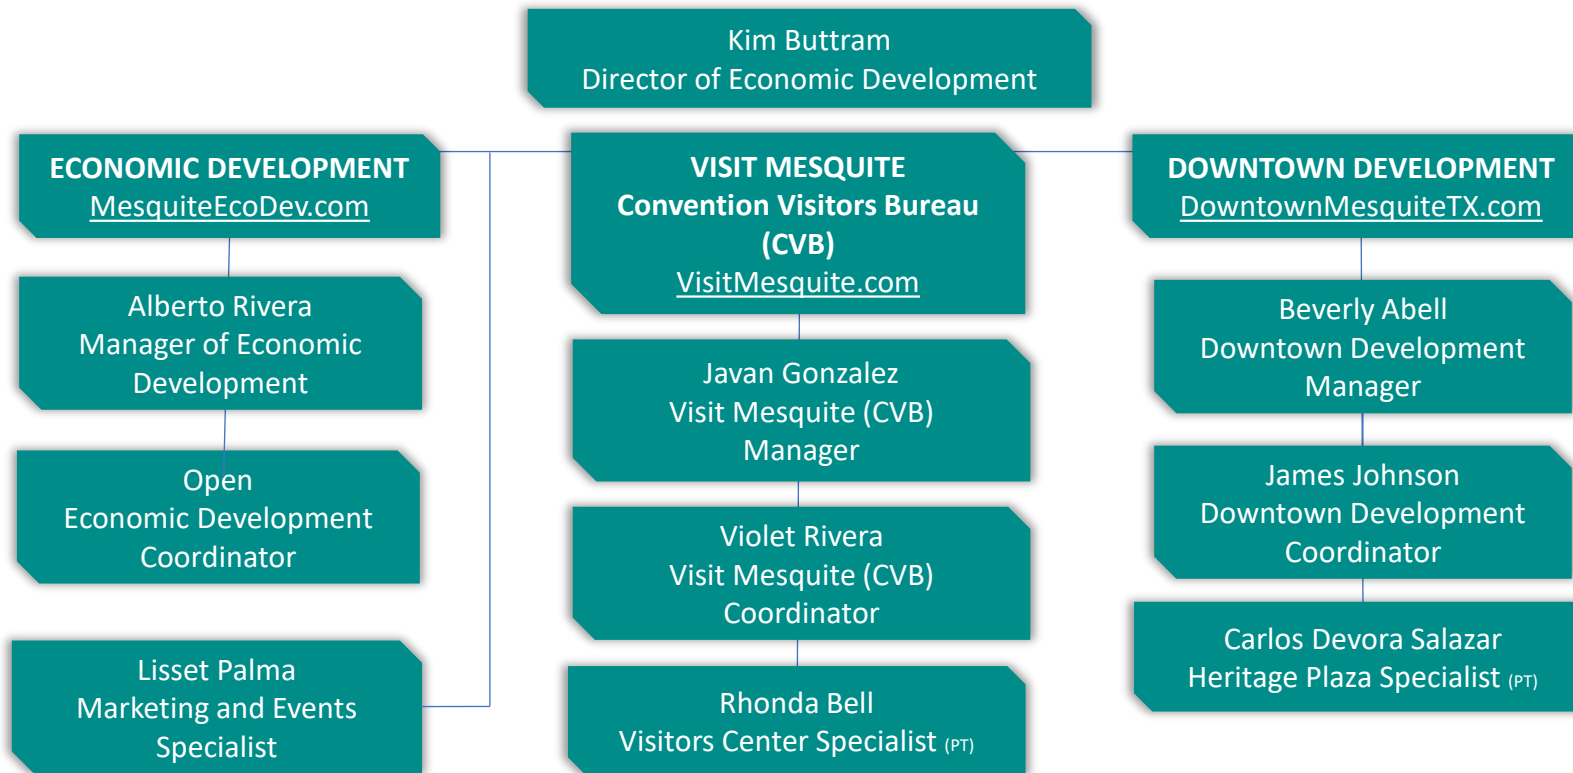 Kim Buttram
Director of Economic Development
ECONOMIC DEVELOPMENT
MesquiteEcoDev.com
Alberto Rivera
Manager of Economic
Development
Open
Economic Development
Coordinator
Lisset Palma
Marketing and Events
Specialist
VISIT MESQUITE
Convention Visitors Bureau
(CVB)
VisitMesquite.com
Javan Gonzalez
Visit Mesquite (CVB)
Manager
Violet Rivera
Visit Mesquite (CVB)
Coordinator
Rhonda Bell
Visitors Center Specialist (PT)
DOWNTOWN DEVELOPMENT
DowntownMesquiteTX.com
Beverly Abell
Downtown Development
Manager
James Johnson
Downtown Development
Coordinator
Carlos Devora Salazar
Heritage Plaza Specialist (PT)